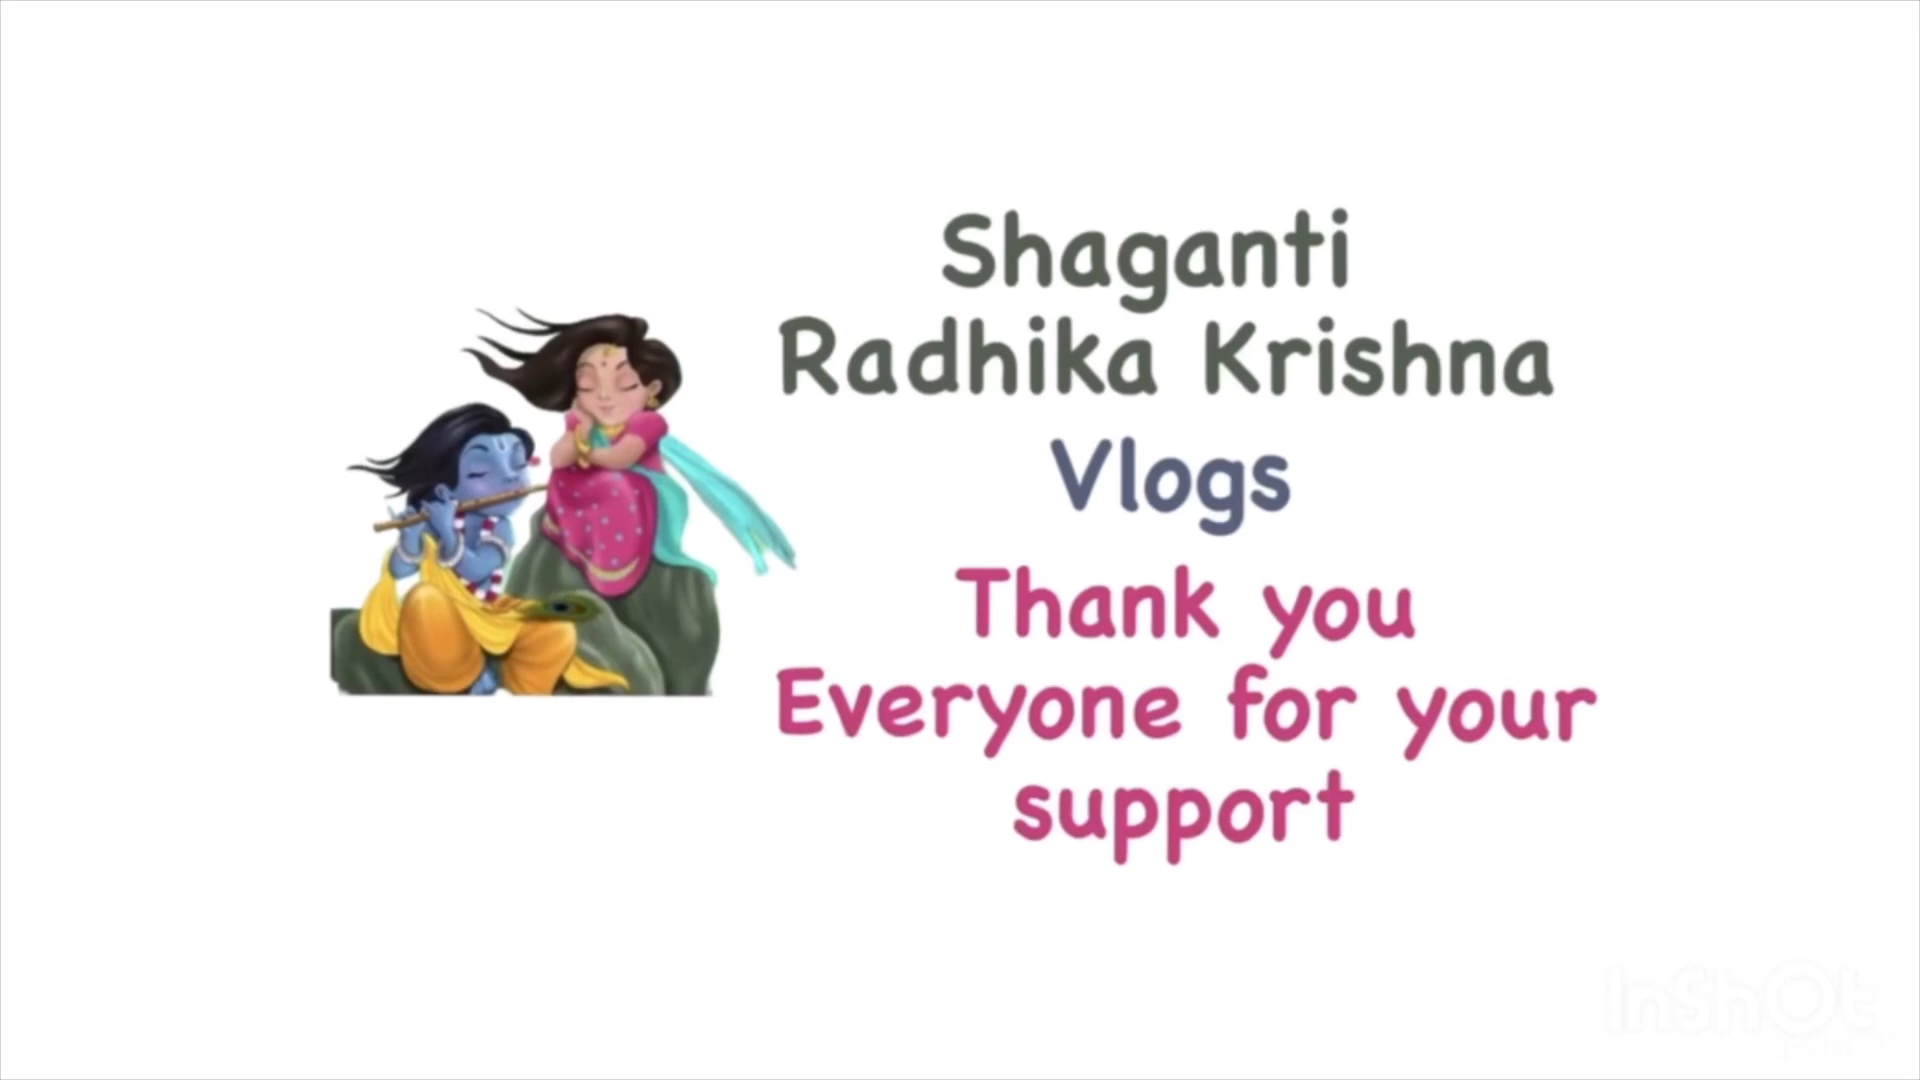 Shaganti
Radhika Krishna
Vlogs
Thank you
Everyone for your
support
InShOt